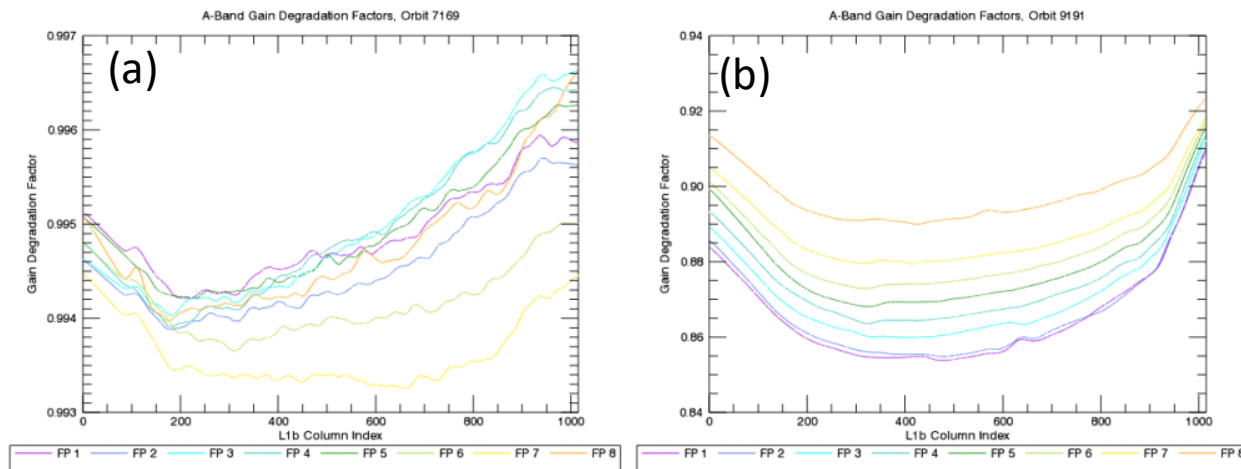 A-Band Gain Degradation Factors, Orbit 7169
(a)
Gain Degradation Factor
0.997
0.996
0.995
0.994
0.993
0 200 400 600 800 1000
L1b Column Index
FP 1 FP 2 FP 3 FP 4 FP 5 FP 6 FP 7 FP 8
A-Band Gain Degradation Factors, Orbit 9191
(b)
Gain Degradation Factor
0.94
0.92
0.90
0.88
0.86
0.84
0 200 400 600 800 1000
L1b Column Index
FP 1 FP 2 FP 3 FP 4 FP 5 FP 6 FP 7 FP 8